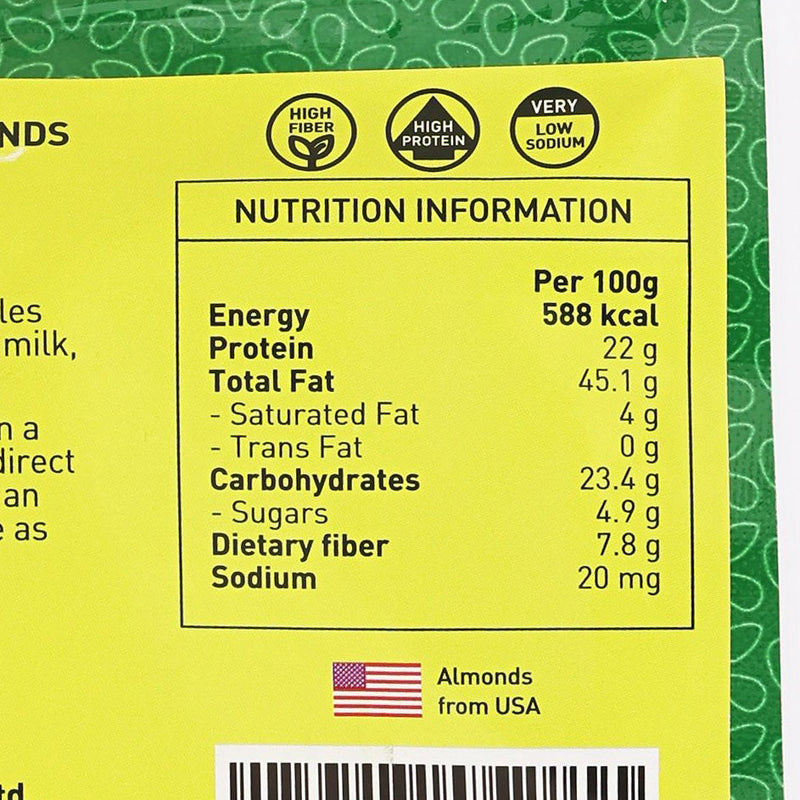 NDS
HIGH
FIBER
HIGH
PROTEIN
VERY
LOW
SODIUM
les
milk,
n a
direct
an
e as
td
NUTRITION INFORMATION
Per 100g
Energy 588 kcal
Protein 22 g
Total Fat 45.1 g
- Saturated Fat 4 g
- Trans Fat 0 g
Carbohydrates 23.4 g
- Sugars 4.9 g
Dietary fiber 7.8 g
Sodium 20 mg
Almonds
from USA